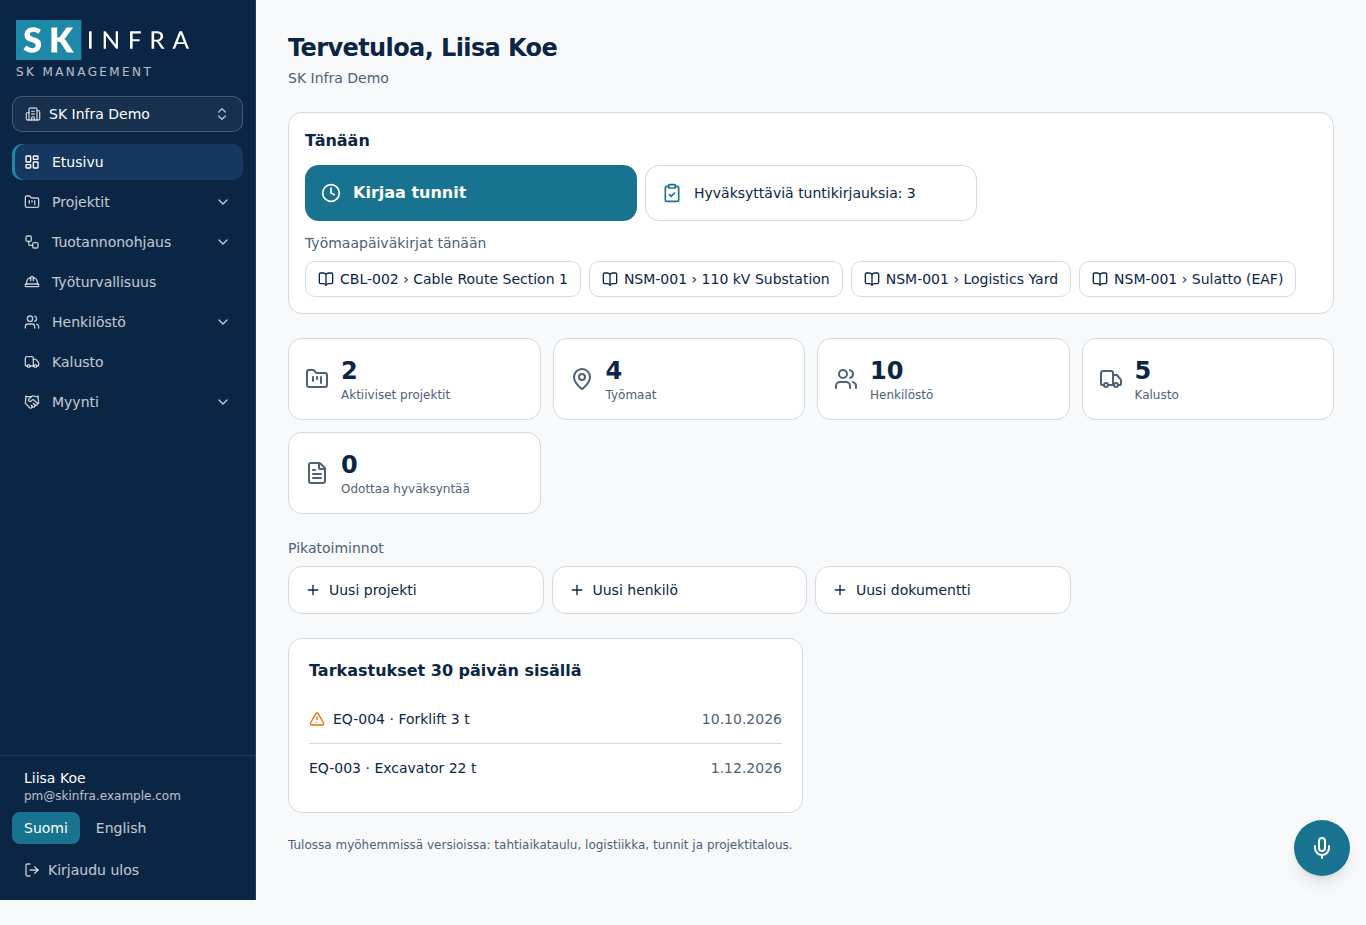 SK INFRA
SK MANAGEMENT
SK Infra Demo
Etusivu
Projektit
Tuotannonohjaus
Työturvallisuus
Henkilöstö
Kalusto
Myynti
Liisa Koe
pm@skinfra.example.com
Suomi English
Kirjaudu ulos
Tervetuloa, Liisa Koe
SK Infra Demo
Tänään
Kirjaa tunnit
Hyväksyttäviä tuntikirjauksia: 3
Työmaapäiväkirjat tänään
CBL-002 › Cable Route Section 1
NSM-001 › 110 kV Substation
NSM-001 › Logistics Yard
NSM-001 › Sulatto (EAF)
2
Aktiiviset projektit
4
Työmaat
10
Henkilöstö
5
Kalusto
0
Odottaa hyväksyntää
Pikatoiminnot
Uusi projekti
Uusi henkilö
Uusi dokumentti
Tarkastukset 30 päivän sisällä
EQ-004 · Forklift 3 t 10.10.2026
EQ-003 · Excavator 22 t 1.12.2026
Tulossa myöhemmissä versioissa: tahtiaikataulu, logistiikka, tunnit ja projektitalous.